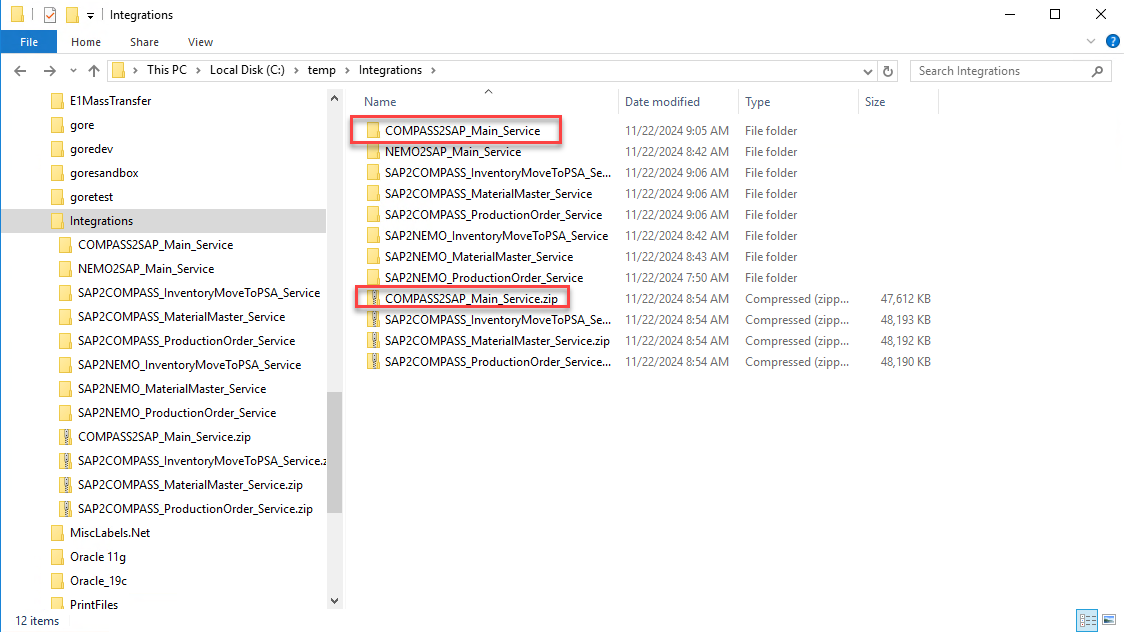 Integrations
File Home Share View
This PC > Local Disk (C:) > temp > Integrations > Search Integrations
E1MassTransfer
gore
goredev
goresandbox
goretest
Integrations
COMPASS2SAP_Main_Service
NEMO2SAP_Main_Service
SAP2COMPASS_InventoryMoveToPSA_Service
SAP2COMPASS_MaterialMaster_Service
SAP2COMPASS_ProductionOrder_Service
SAP2NEMO_InventoryMoveToPSA_Service
SAP2NEMO_MaterialMaster_Service
SAP2NEMO_ProductionOrder_Service
COMPASS2SAP_Main_Service.zip
SAP2COMPASS_InventoryMoveToPSA_Service.z
SAP2COMPASS_MaterialMaster_Service.zip
SAP2COMPASS_ProductionOrder_Service.zip
MiscLabels.Net
Oracle 11g
Oracle_19c
PrintFiles
Name Date modified Type Size
COMPASS2SAP_Main_Service 11/22/2024 9:05 AM File folder
NEMO2SAP_Main_Service 11/22/2024 8:42 AM File folder
SAP2COMPASS_InventoryMoveToPSA_Se... 11/22/2024 9:06 AM File folder
SAP2COMPASS_MaterialMaster_Service 11/22/2024 9:06 AM File folder
SAP2COMPASS_ProductionOrder_Service 11/22/2024 9:06 AM File folder
SAP2NEMO_InventoryMoveToPSA_Service 11/22/2024 8:42 AM File folder
SAP2NEMO_MaterialMaster_Service 11/22/2024 8:43 AM File folder
SAP2NEMO_ProductionOrder_Service 11/22/2024 7:50 AM File folder
COMPASS2SAP_Main_Service.zip 11/22/2024 8:54 AM Compressed (zipp... 47,612 KB
SAP2COMPASS_InventoryMoveToPSA_Se... 11/22/2024 8:54 AM Compressed (zipp... 48,193 KB
SAP2COMPASS_MaterialMaster_Service.zip 11/22/2024 8:54 AM Compressed (zipp... 48,192 KB
SAP2COMPASS_ProductionOrder_Service... 11/22/2024 8:54 AM Compressed (zipp... 48,190 KB
12 items